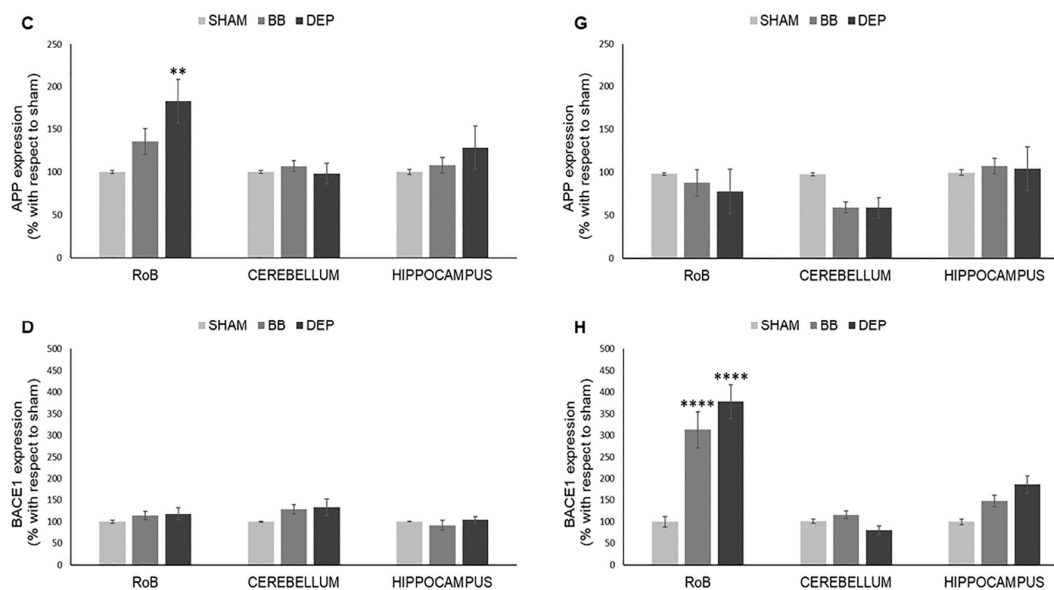 C
SHAM BB DEP
APP expression
(% with respect to sham)
250
200
150
100
50
0
**
RoB CEREBELLUM HIPPOCAMPUS
G
SHAM BB DEP
APP expression
(% with respect to sham)
250
200
150
100
50
0
RoB CEREBELLUM HIPPOCAMPUS
D
SHAM BB DEP
BACE1 expression
(% with respect to sham)
500
450
400
350
300
250
200
150
100
50
0
RoB CEREBELLUM HIPPOCAMPUS
H
SHAM BB DEP
BACE1 expression
(% with respect to sham)
500
450
400
350
300
250
200
150
100
50
0
****
****
RoB CEREBELLUM HIPPOCAMPUS